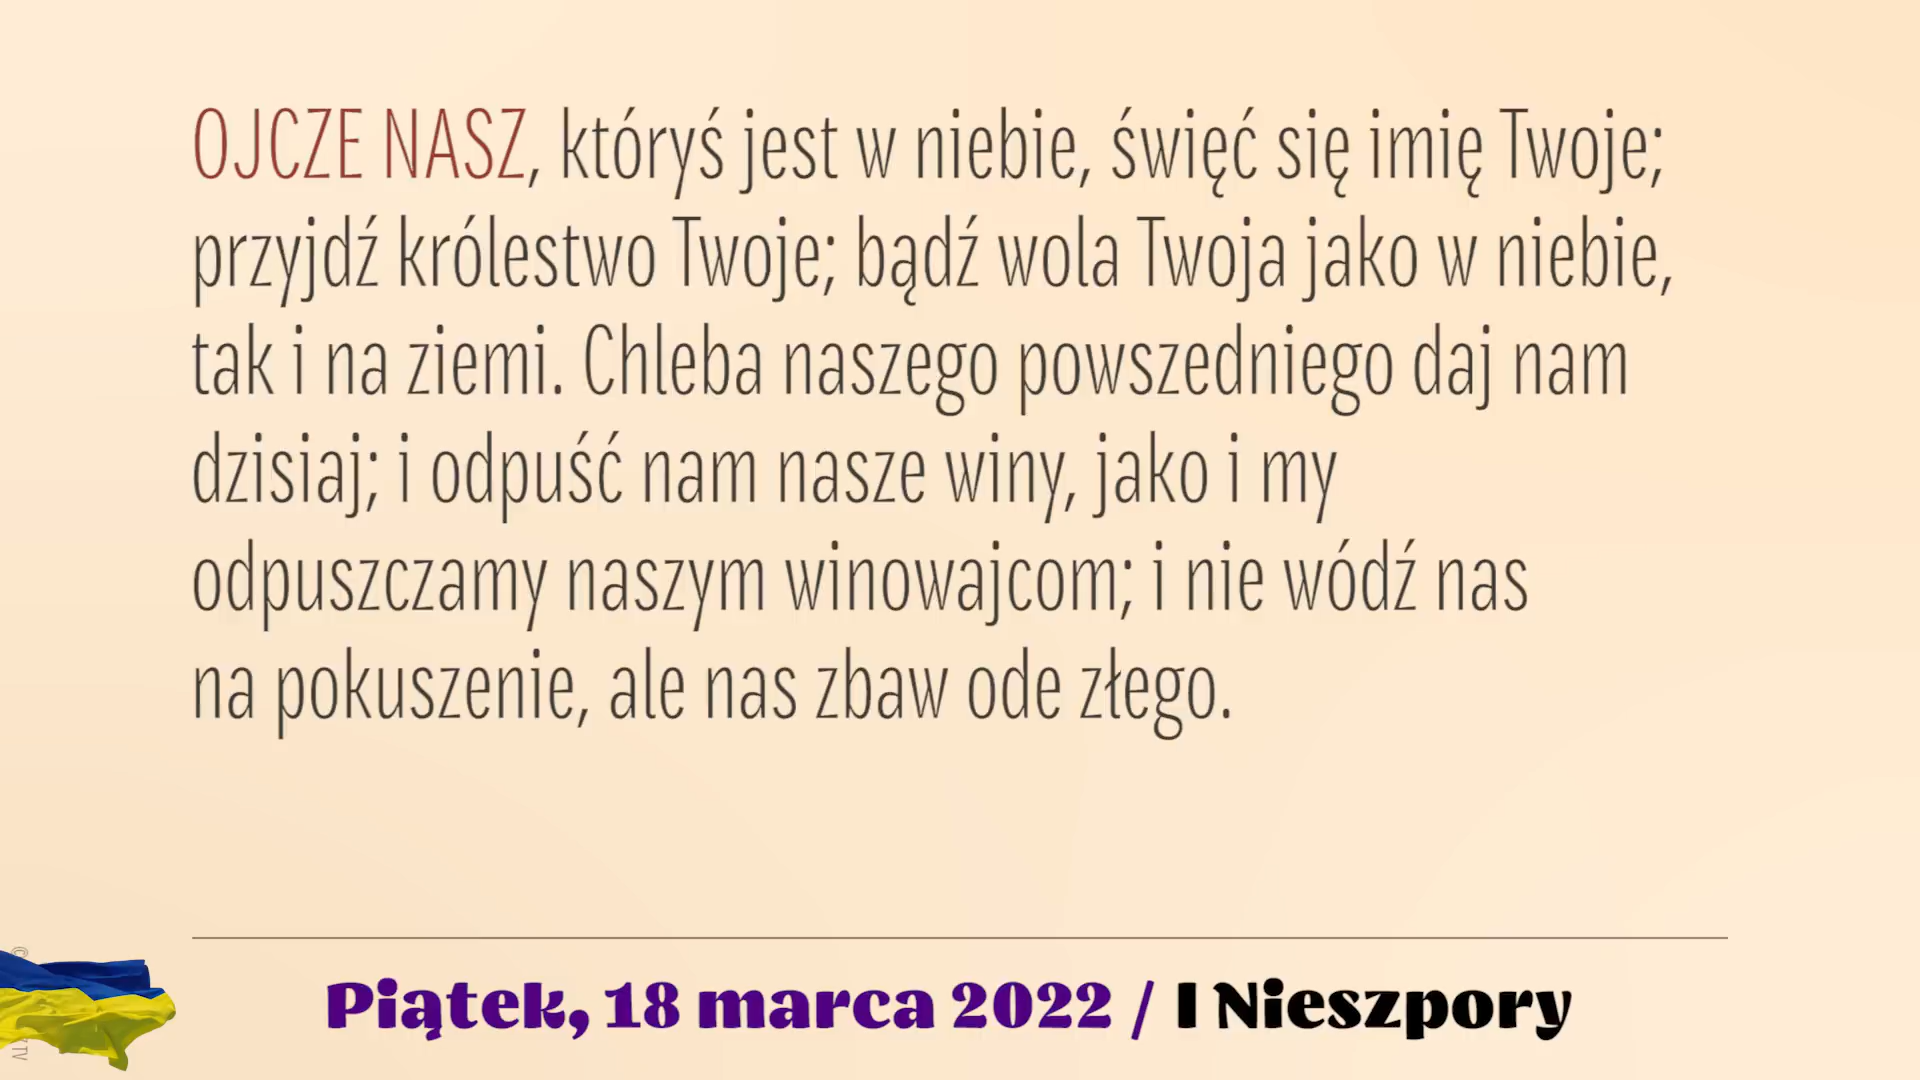 OJCZE NASZ, któryś jest w niebie, święć się imię Twoje;
przyjdź królestwo Twoje; bądź wola Twoja jako w niebie,
tak i na ziemi. Chleba naszego powszedniego daj nam
dzisiaj; i odpuść nam nasze winy, jako i my
odpuszczamy naszym winowajcom; i nie wódź nas
na pokuszenie, ale nas zbaw ode złego.
Piątek, 18 marca 2022 / I Nieszpory